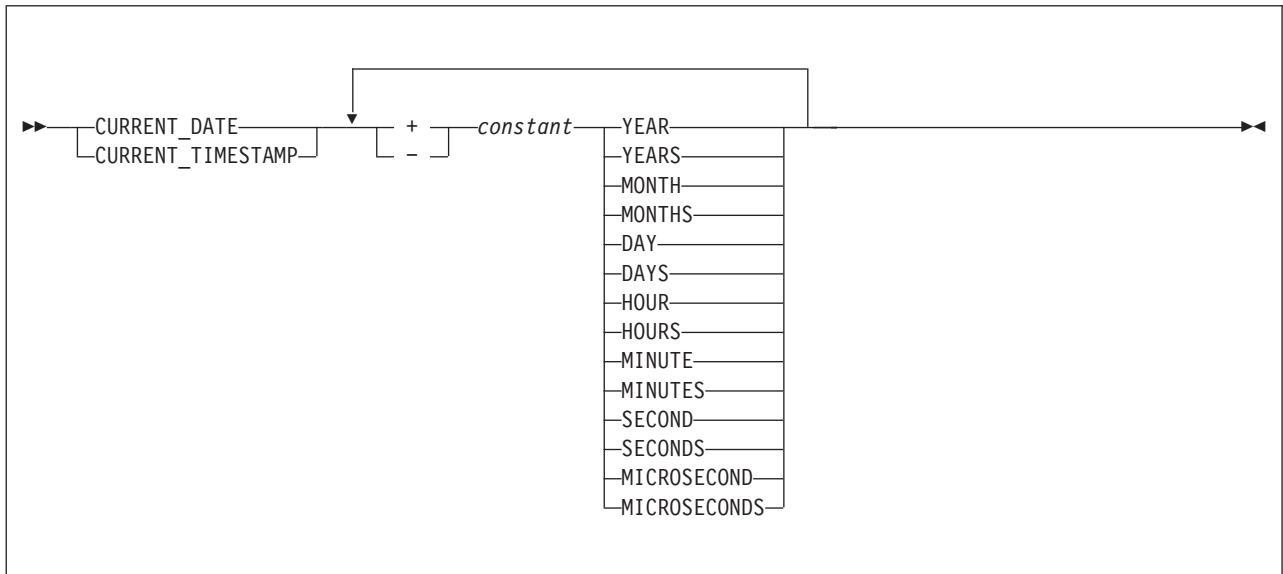 CURRENT_DATE + constant YEAR
CURRENT_TIMESTAMP − YEARS
MONTH
MONTHS
DAY
DAYS
HOUR
HOURS
MINUTE
MINUTES
SECOND
SECONDS
MICROSECOND
MICROSECONDS